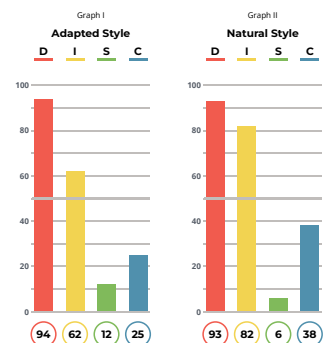 Graph I
Adapted Style
D I S C
100
80
60
40
20
0
94 62 12 25
Graph II
Natural Style
D I S C
100
80
60
40
20
0
93 82 6 38